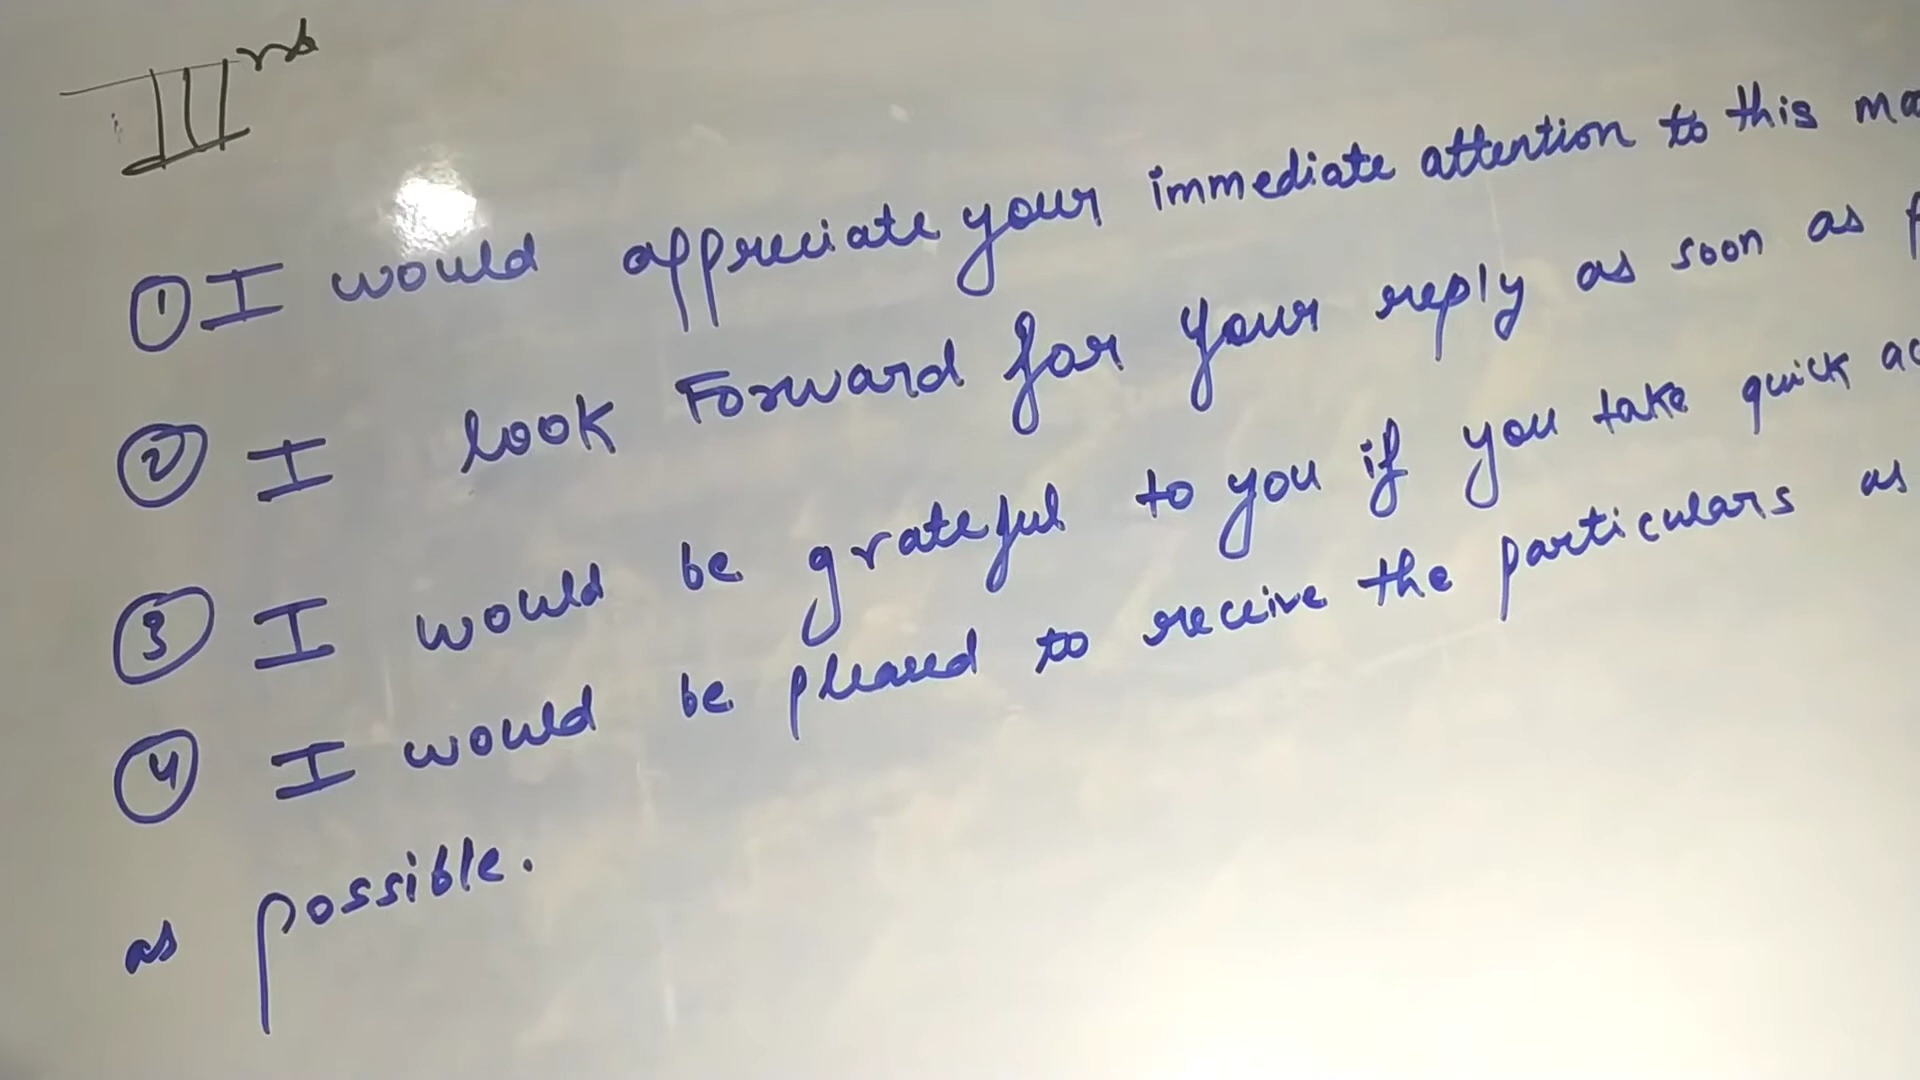 IIIrd
① I would appreciate your immediate attention to this
② I look Forward for your reply as soon as
③ I would be grateful to you if you take quick
④ I would be pleased to receive the particulars as
as possible.